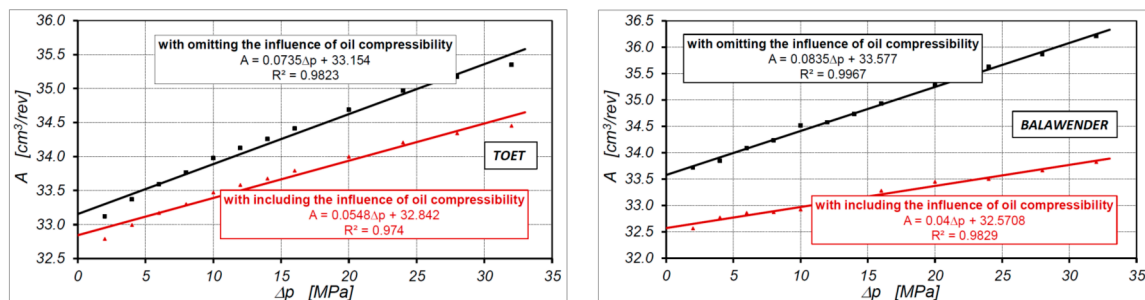 36.0
35.5
35.0
34.5
34.0
33.5
33.0
32.5
A [cm³/rev]
with omitting the influence of oil compressibility
A = 0.0735Δp + 33.154
R² = 0.9823
TOET
with including the influence of oil compressibility
A = 0.0548Δp + 32.842
R² = 0.974
0 5 10 15 20 25 30 35
Δp [MPa]
36.5
36.0
35.5
35.0
34.5
34.0
33.5
33.0
32.5
32.0
A [cm³/rev]
with omitting the influence of oil compressibility
A = 0.0835Δp + 33.577
R² = 0.9967
BALAWENDER
with including the influence of oil compressibility
A = 0.04Δp + 32.5708
R² = 0.9829
0 5 10 15 20 25 30 35
Δp [MPa]